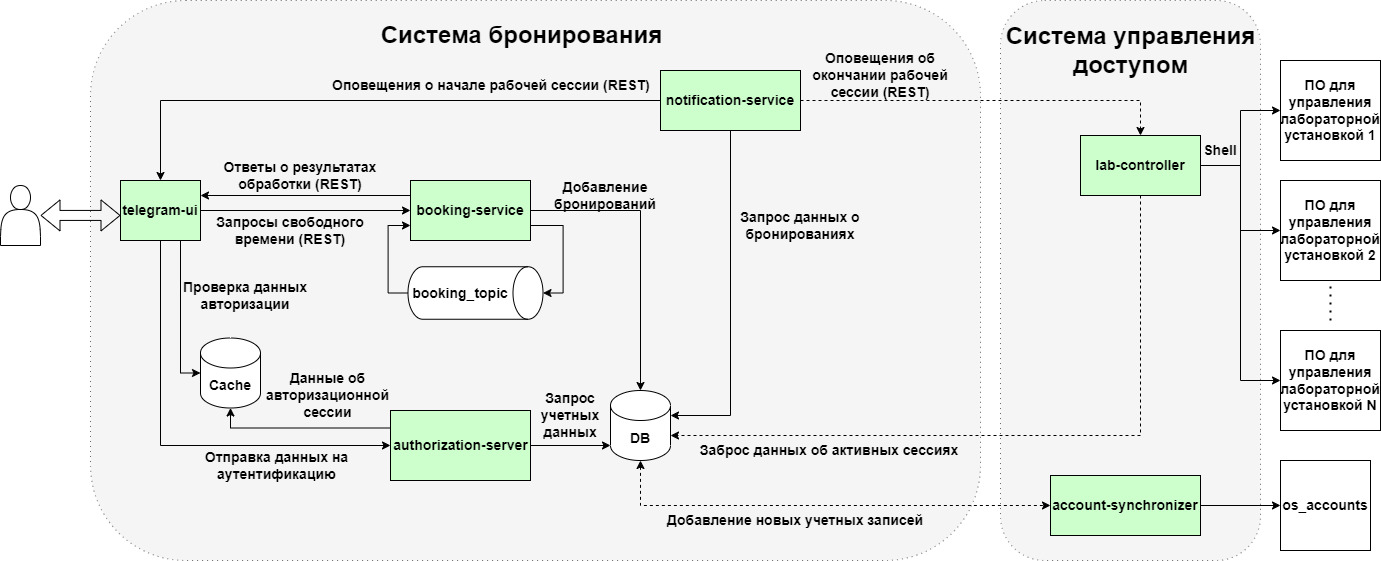 Система бронирования
Система управления
доступом
Оповещения о начале рабочей сессии (REST)
notification-service
Оповещения об
окончании рабочей
сессии (REST)
ПО для
управления
лабораторной
установкой 1
Shell
lab-controller
Ответы о результатах
обработки (REST)
telegram-ui
booking-service
Запросы свободного
времени (REST)
Добавление
бронирований
Запрос данных о
бронированиях
ПО для
управления
лабораторной
установкой 2
Проверка данных
авторизации
booking_topic
Cache
Данные об
авторизационной
сессии
ПО для
управления
лабораторной
установкой N
authorization-server
Запрос
учетных
данных
DB
Заброс данных об активных сессиях
Отправка данных на
аутентификацию
Добавление новых учетных записей
account-synchronizer
os_accounts